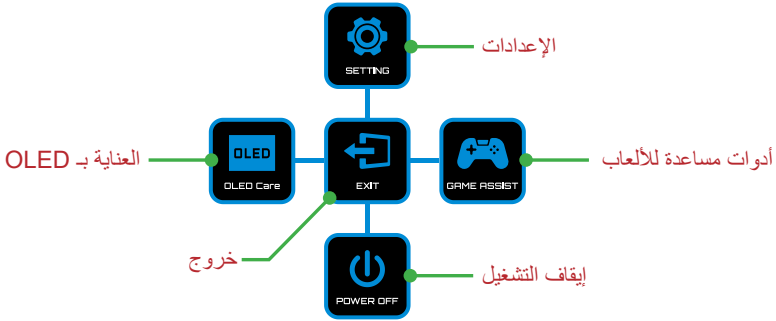 SETTING
الإعدادات
OLED
OLED Care
العناية بـ OLED
EXIT
خروج
GAME ASSIST
أدوات مساعدة للألعاب
POWER OFF
إيقاف التشغيل